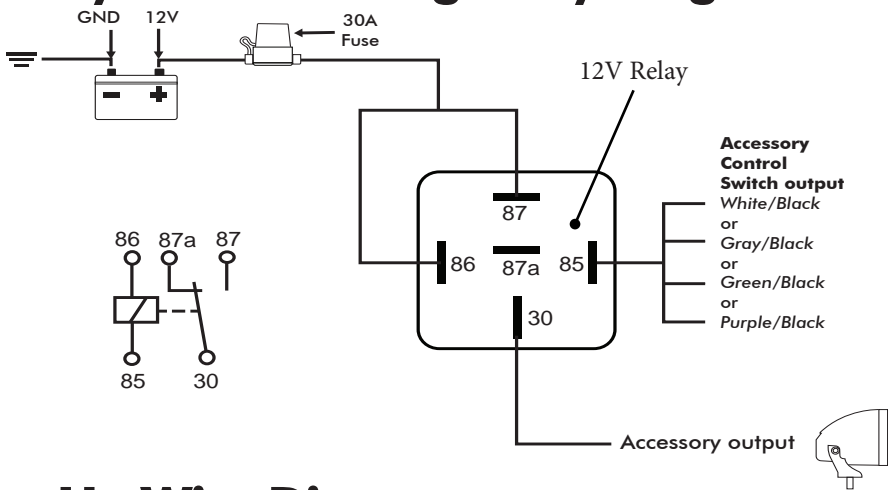 GND 12V
30A
Fuse
12V Relay
Accessory
Control
Switch output
White/Black
or
Gray/Black
or
Green/Black
or
Purple/Black
87
86 87a 85
30
86 87a 87
85 30
Accessory output